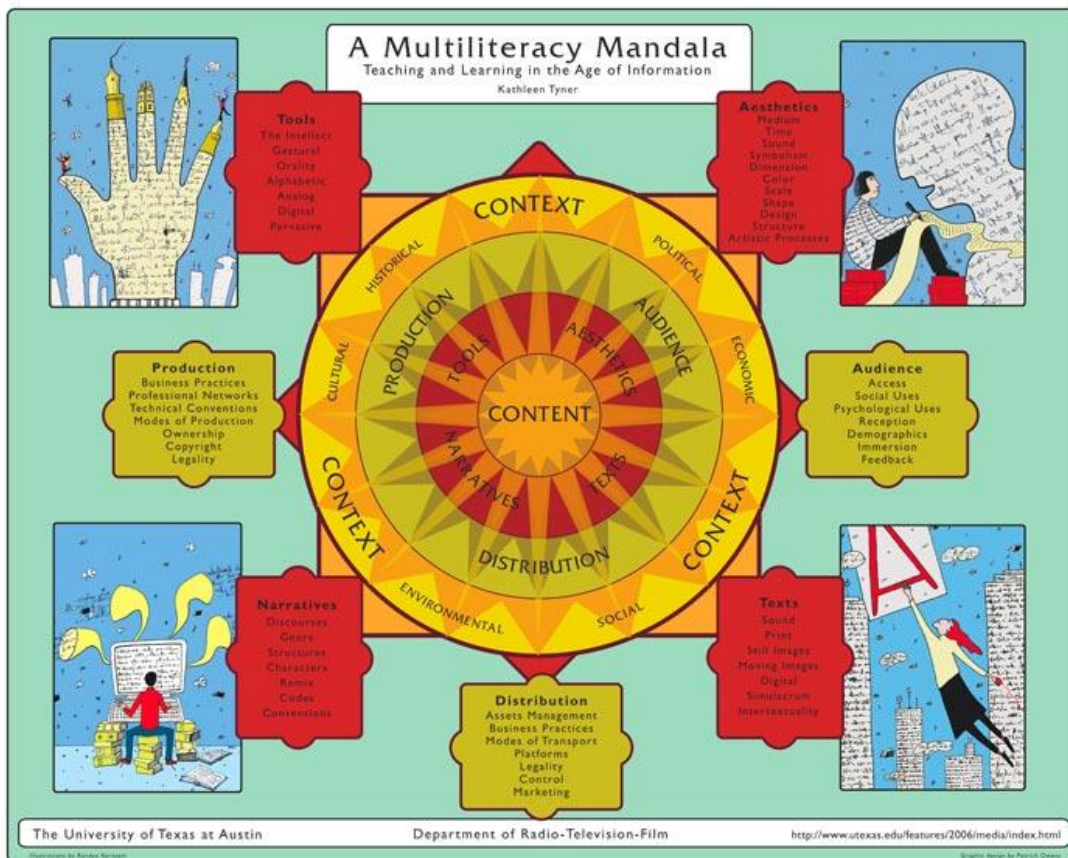 A Multiliteracy Mandala
Teaching and Learning in the Age of Information
Kathleen Tyner
Tools
The Intellect
Gestural
Orality
Alphabetic
Analog
Digital
Pervasive
Aesthetics
Medium
Time
Sound
Symbolism
Dimension
Color
Scale
Shape
Design
Structure
Artistic Processes
CONTEXT
HISTORICAL
POLITICAL
CULTURAL
ECONOMIC
PRODUCTION
AUDIENCE
TOOLS
AESTHETICS
CONTENT
NARRATIVES
TEXTS
DISTRIBUTION
CONTEXT
CONTEXT
ENVIRONMENTAL
SOCIAL
Production
Business Practices
Professional Networks
Technical Conventions
Modes of Production
Ownership
Copyright
Legality
Audience
Access
Social Uses
Psychological Uses
Reception
Demographics
Immersion
Feedback
Narratives
Discourses
Genre
Structures
Characters
Remix
Codes
Conventions
Distribution
Assets Management
Business Practices
Modes of Transport
Platforms
Legality
Control
Marketing
Texts
Sound
Print
Still Images
Moving Images
Digital
Simulacrum
Intertextuality
A
The University of Texas at Austin
Department of Radio-Television-Film
http://www.utexas.edu/features/2006/media/index.html
Graphic design by Patrick Owens